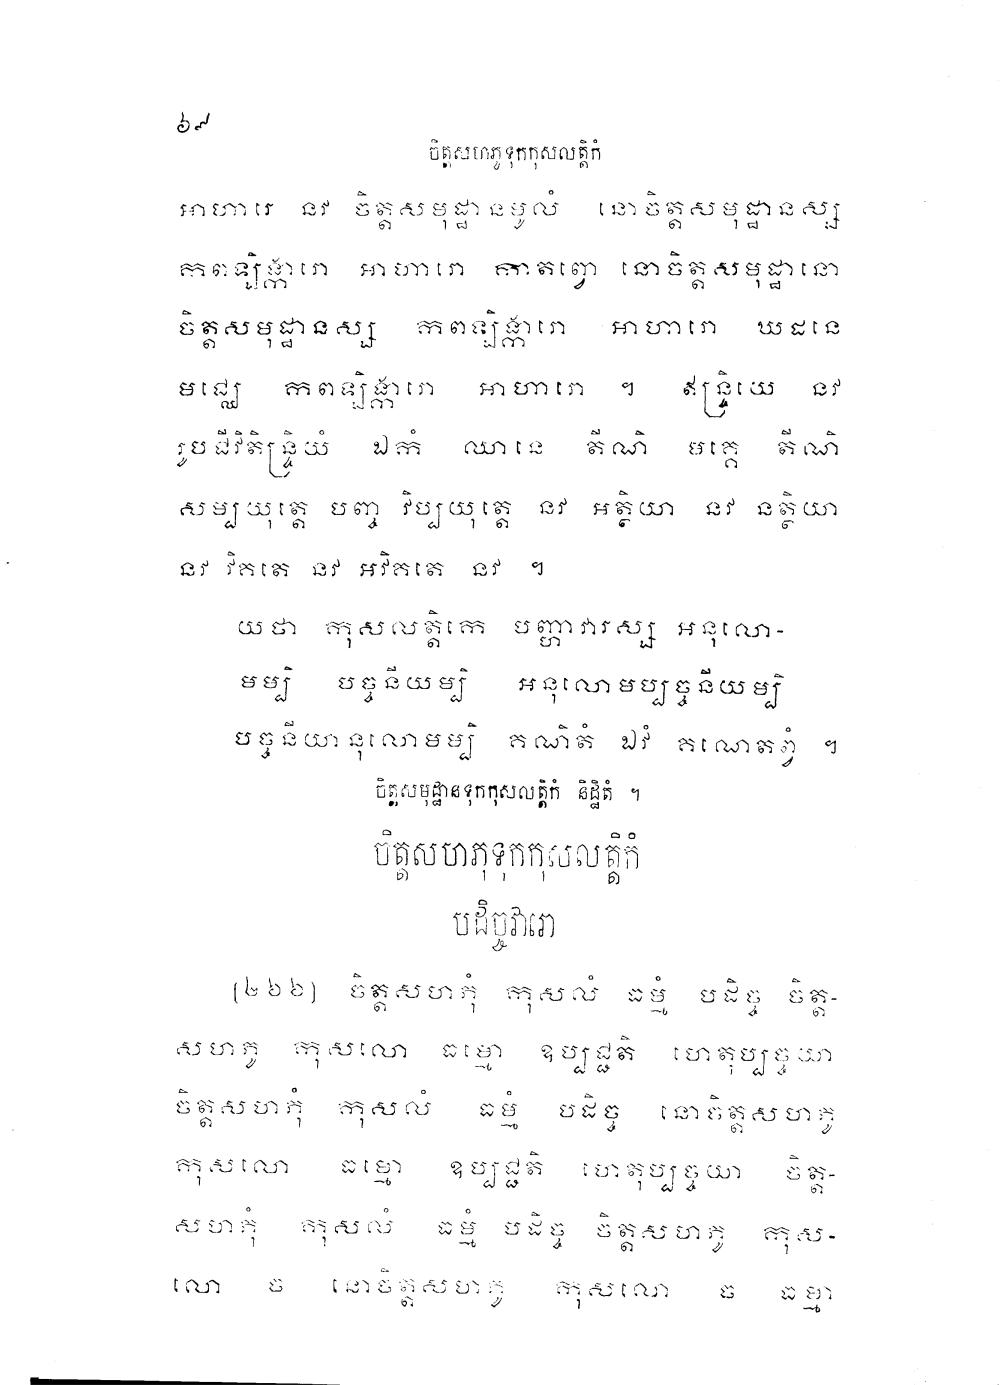 ៦៧
ចិត្តសហភូទុកកុសលត្តិកំ
អាហារេ នវ ចិត្តសមុដ្ឋានមូលំ នោចិត្តសមុដ្ឋានស្ស
កពឡ្បិង្ការោ អាហារោ កាតព្វោ នោចិត្តសមុដ្ឋានោ
ចិត្តសមុដ្ឋានស្ស កពឡ្បិង្ការោ អាហារោ ឃដនេ
មជ្ឈេ កពឡ្បិង្ការោ អាហារោ ។ ឥន្ទ្រិយេ នវ
រូបជីវិតិន្ទ្រិយំ ឯកំ ឈានេ តីណិ មគ្គេ តីណិ
សម្បយុត្តេ បញ្ច វិប្បយុត្តេ នវ អត្ថិយា នវ នត្ថិយា
នវ វិគតេ នវ អវិគតេ នវ ។
យថា កុសលត្តិកេ បញ្ហាវារស្ស អនុលោ-
មម្បិ បច្ចនីយម្បិ អនុលោមប្បច្ចនីយម្បិ
បច្ចនីយានុលោមម្បិ គណិតំ ឯវំ គណេតព្វំ ។
ចិត្តសមុដ្ឋានទុកកុសលត្តិកំ និដ្ឋិតំ ។
ចិត្តសហភុទុកកុសលត្តិកំ
បដិច្ចវារោ
[២៦៦] ចិត្តសហភុំ កុសលំ ធម្មំ បដិច្ច ចិត្ត-
សហភូ កុសលោ ធម្មោ ឧប្បជ្ជតិ ហេតុប្បច្ចយា
ចិត្តសហភុំ កុសលំ ធម្មំ បដិច្ច នោចិត្តសហភូ
កុសលោ ធម្មោ ឧប្បជ្ជតិ ហេតុប្បច្ចយា ចិត្ត-
សហភុំ កុសលំ ធម្មំ បដិច្ច ចិត្តសហភូ កុស-
លោ ច នោចិត្តសហភូ កុសលោ ច ធម្មា